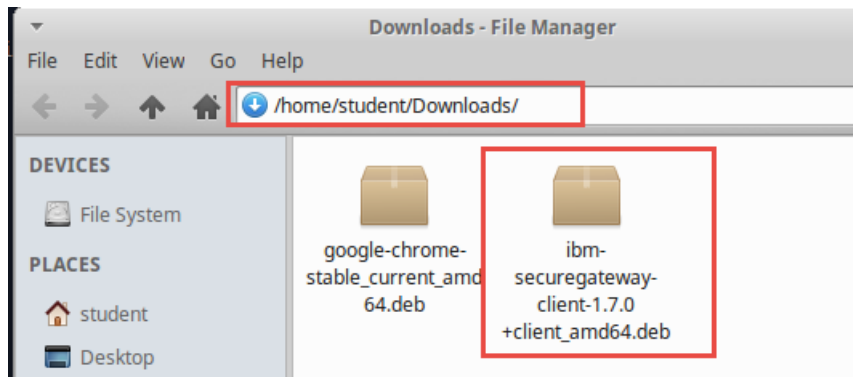 Downloads - File Manager
File Edit View Go Help
/home/student/Downloads/
DEVICES
File System
PLACES
student
Desktop
google-chrome-
stable_current_amd
64.deb
ibm-
securegateway-
client-1.7.0
+client_amd64.deb